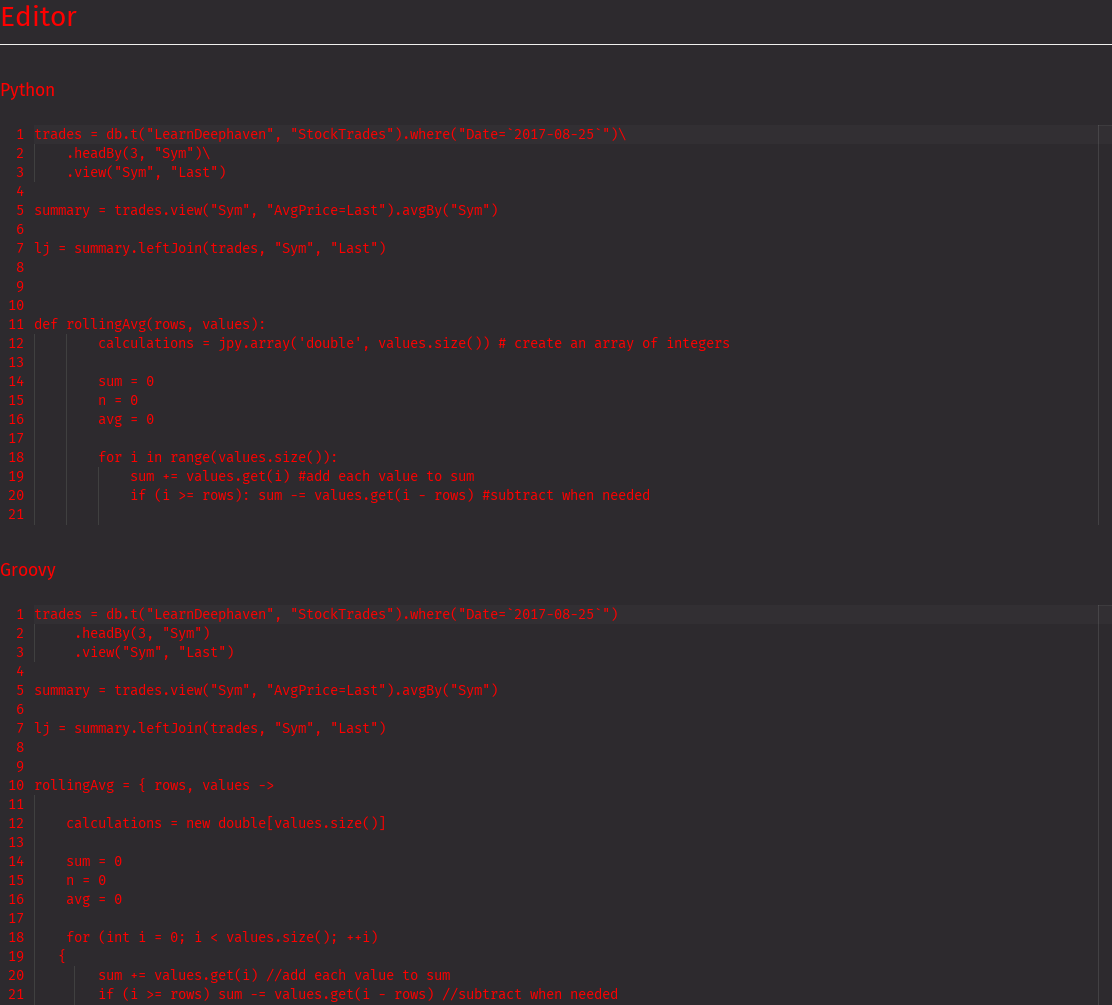 Editor
Python
1 trades = db.t("LearnDeephaven", "StockTrades").where("Date=`2017-08-25`")\
2     .headBy(3, "Sym")\
3     .view("Sym", "Last")
4
5 summary = trades.view("Sym", "AvgPrice=Last").avgBy("Sym")
6
7 lj = summary.leftJoin(trades, "Sym", "Last")
8
9
10
11 def rollingAvg(rows, values):
12         calculations = jpy.array('double', values.size()) # create an array of integers
13
14         sum = 0
15         n = 0
16         avg = 0
17
18         for i in range(values.size()):
19             sum += values.get(i) #add each value to sum
20             if (i >= rows): sum -= values.get(i - rows) #subtract when needed
21
Groovy
1 trades = db.t("LearnDeephaven", "StockTrades").where("Date=`2017-08-25`")
2      .headBy(3, "Sym")
3      .view("Sym", "Last")
4
5 summary = trades.view("Sym", "AvgPrice=Last").avgBy("Sym")
6
7 lj = summary.leftJoin(trades, "Sym", "Last")
8
9
10 rollingAvg = { rows, values ->
11
12     calculations = new double[values.size()]
13
14     sum = 0
15     n = 0
16     avg = 0
17
18     for (int i = 0; i < values.size(); ++i)
19    {
20         sum += values.get(i) //add each value to sum
21         if (i >= rows) sum -= values.get(i - rows) //subtract when needed